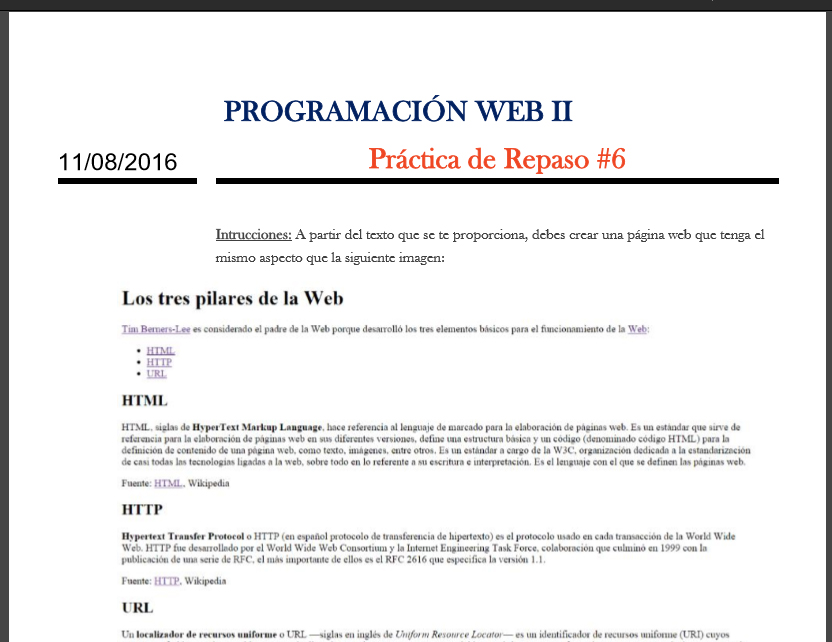 PROGRAMACIÓN WEB II
11/08/2016
Práctica de Repaso #6
Intrucciones: A partir del texto que se te proporciona, debes crear una página web que tenga el
mismo aspecto que la siguiente imagen:
Los tres pilares de la Web
Tim Berners-Lee es considerado el padre de la Web porque desarrolló los tres elementos básicos para el funcionamiento de la Web:
• HTML
• HTTP
• URL
HTML
HTML, siglas de HyperText Markup Language, hace referencia al lenguaje de marcado para la elaboración de páginas web. Es un estándar que sirve de
referencia para la elaboración de páginas web en sus diferentes versiones, define una estructura básica y un código (denominado código HTML) para la
definición de contenido de una página web, como texto, imágenes, entre otros. Es un estándar a cargo de la W3C, organización dedicada a la estandarización
de casi todas las tecnologías ligadas a la web, sobre todo en lo referente a su escritura e interpretación. Es el lenguaje con el que se definen las páginas web.
Fuente: HTML, Wikipedia
HTTP
Hypertext Transfer Protocol o HTTP (en español protocolo de transferencia de hipertexto) es el protocolo usado en cada transacción de la World Wide
Web. HTTP fue desarrollado por el World Wide Web Consortium y la Internet Engineering Task Force, colaboración que culminó en 1999 con la
publicación de una serie de RFC, el más importante de ellos es el RFC 2616 que especifica la versión 1.1.
Fuente: HTTP, Wikipedia
URL
Un localizador de recursos uniforme o URL —siglas en inglés de Uniform Resource Locator— es un identificador de recursos uniforme (URI) cuyos